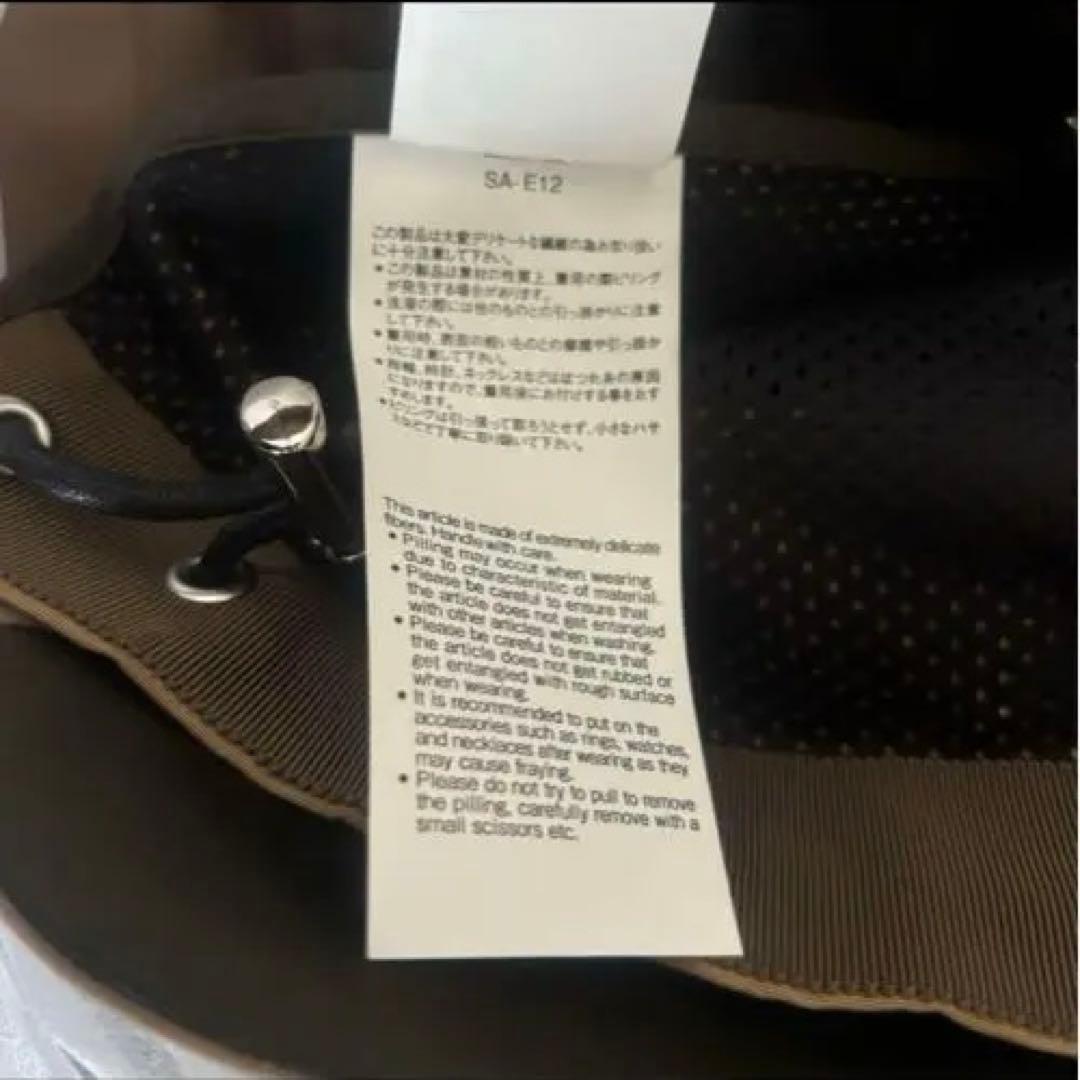 SA-E12
この製品は大変デリケートな繊維の為お取り扱い
に十分注意して下さい。
• この製品は素材の性質上、着用の際ピリング
が発生する場合があります。
• 洗濯の際には他のものとの引っ掛かりに注意
して下さい。
• 着用時、表面の粗いものとの摩擦や引っ掛か
りに注意して下さい。
• 指輪、時計、ネックレスなどはほつれ糸の原因
になりますので、着用後にお付けする事をおす
すめします。
• ピリングは引っ張って取ろうとせず、小さなハサ
ミなどで丁寧に取り除いて下さい。
This article is made of extremely delicate
fibers. Handle with care.
• Pilling may occur when wearing
due to characteristic of material.
• Please be careful to ensure that
the article does not get entangled
with other articles when washing.
• Please be careful to ensure that
the article does not get rubbed or
get entangled with rough surface
when wearing.
• It is recommended to put on the
accessories such as rings, watches,
and necklaces after wearing as they
may cause fraying.
• Please do not try to pull to remove
the pilling, carefully remove with a
small scissors etc.